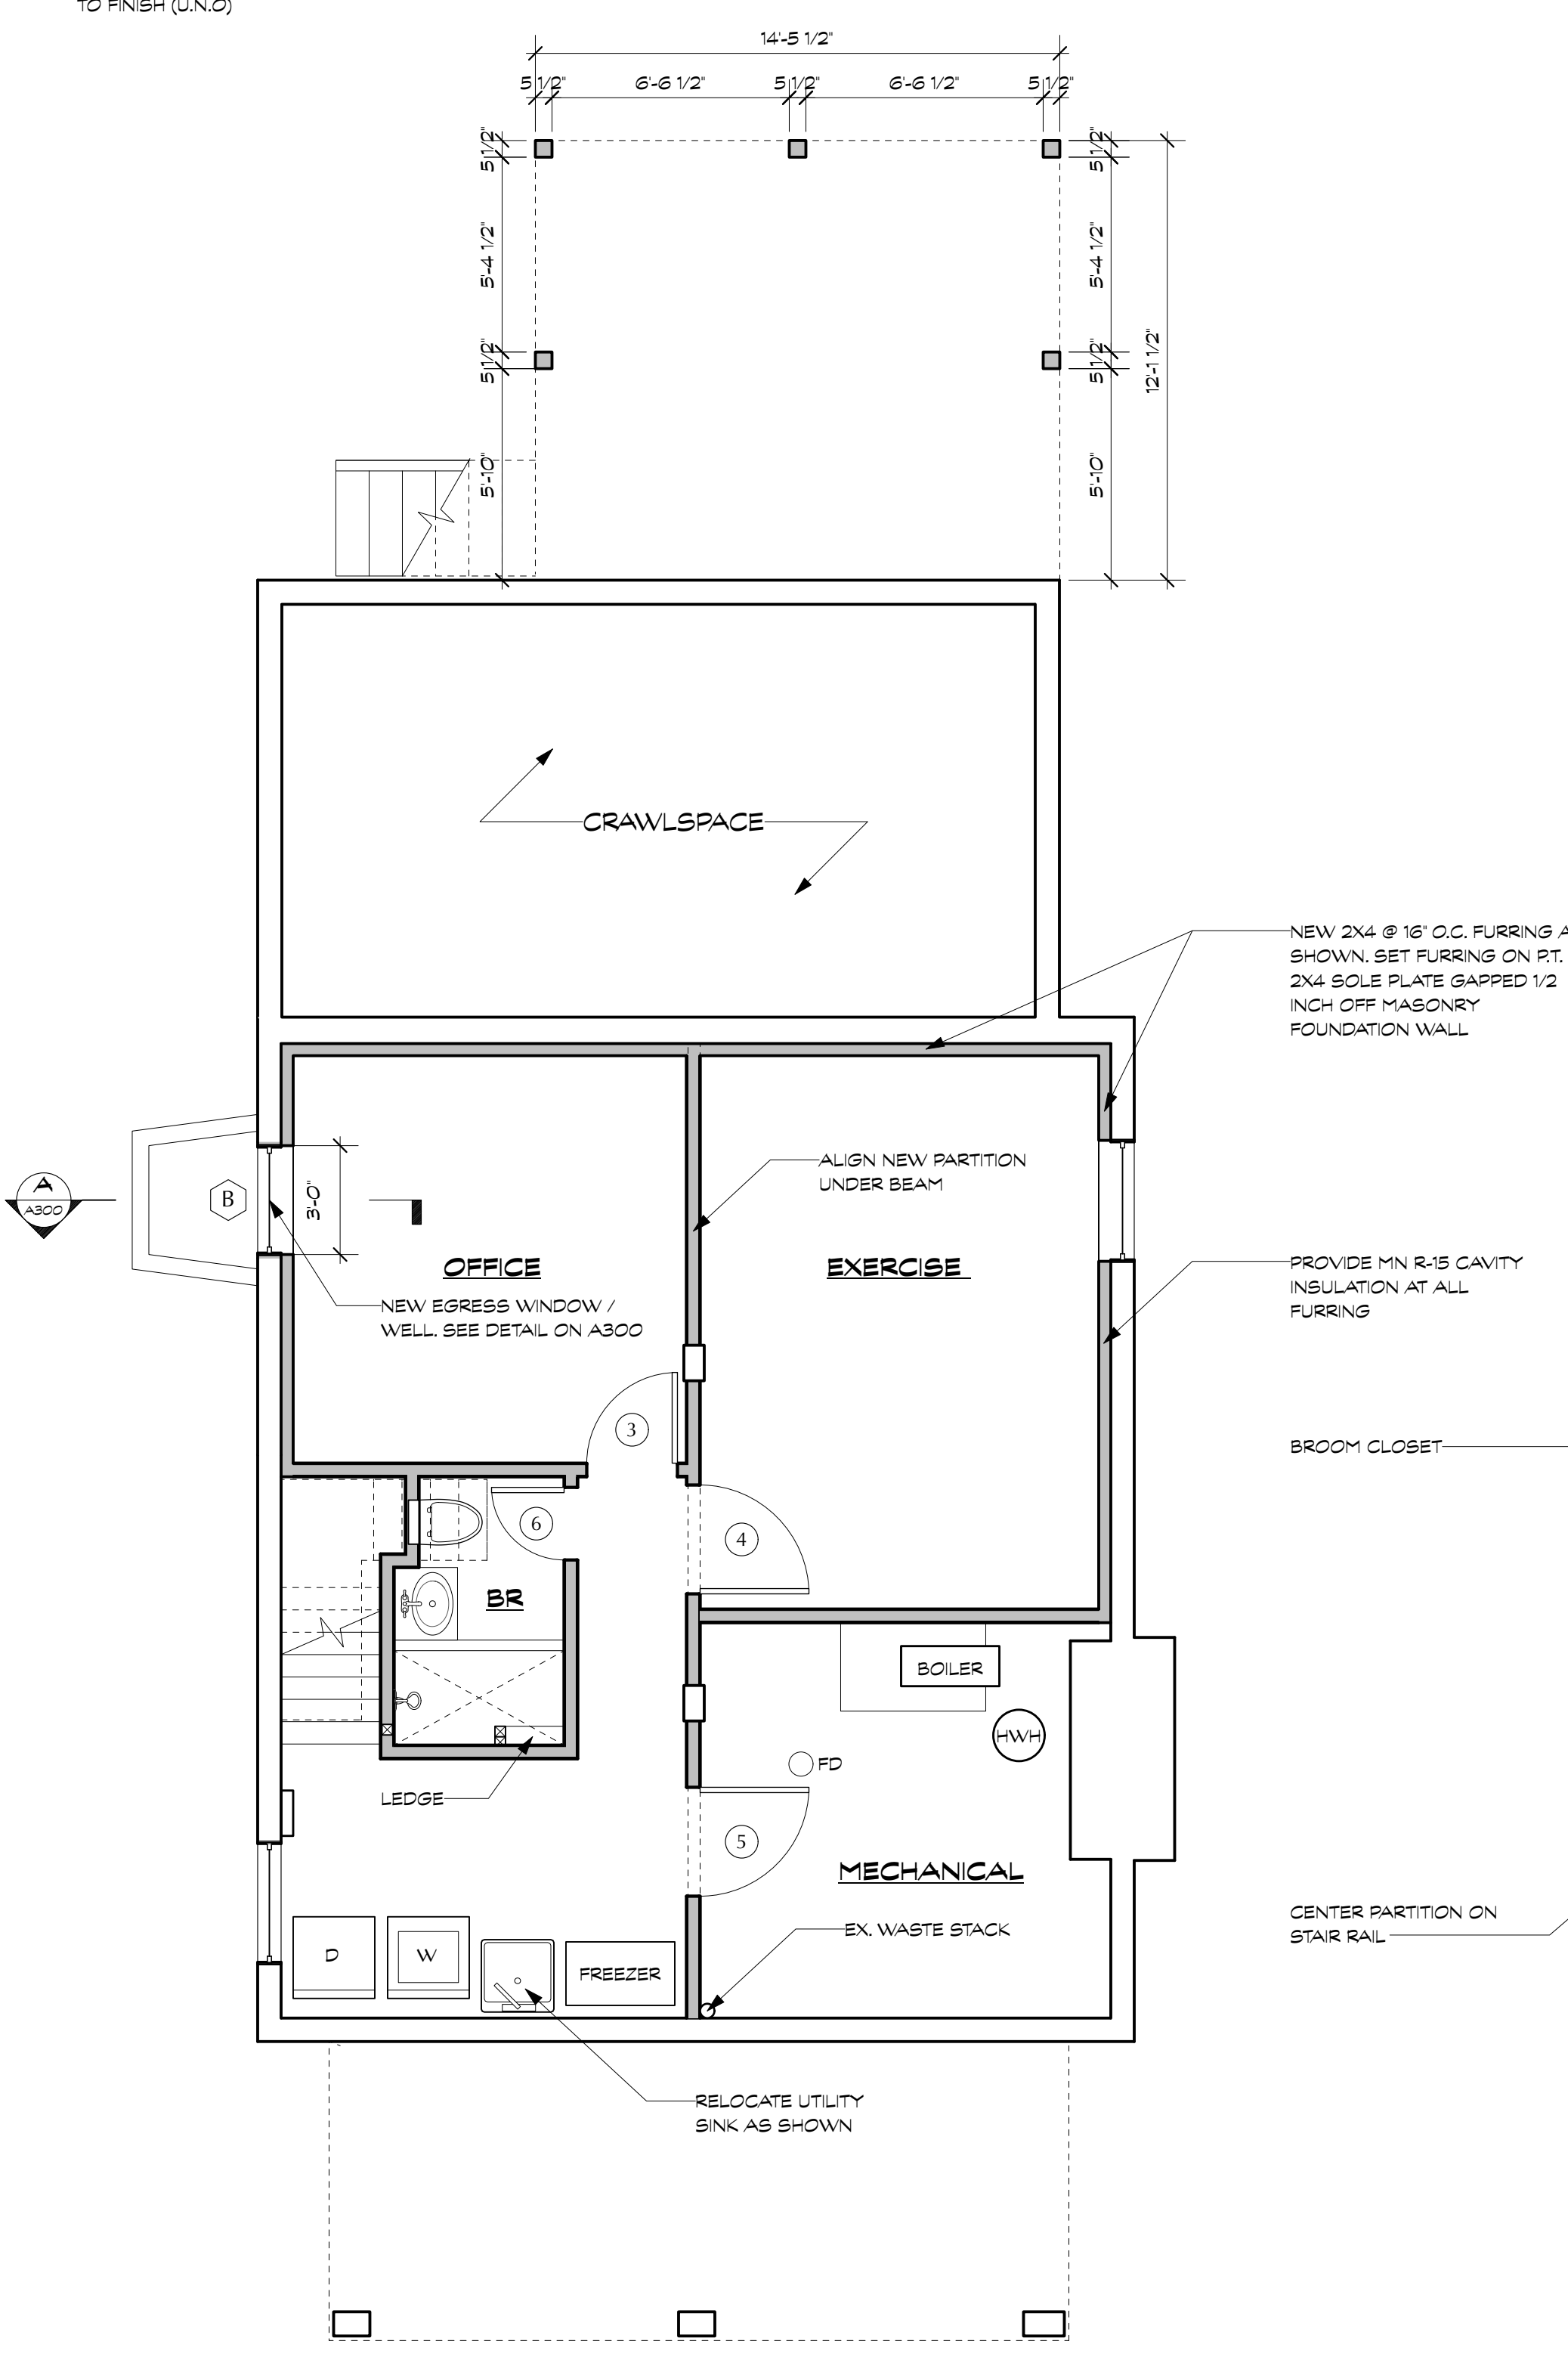 TO FINISH (U.N.O)
14'-5 1/2"
5 1/2" 6'-6 1/2" 5 1/2" 6'-6 1/2" 5 1/2"
5 1/2"
5'-4 1/2"
5 1/2"
5'-10"
5 1/2"
5'-4 1/2"
5 1/2"
5'-10"
12'-1 1/2"
CRAWLSPACE
NEW 2X4 @ 16" O.C. FURRING A
SHOWN. SET FURRING ON P.T.
2X4 SOLE PLATE GAPPED 1/2
INCH OFF MASONRY
FOUNDATION WALL
ALIGN NEW PARTITION
UNDER BEAM
A
A300
B
3'-0"
OFFICE
EXERCISE
NEW EGRESS WINDOW /
WELL. SEE DETAIL ON A300
PROVIDE MN R-15 CAVITY
INSULATION AT ALL
FURRING
3
BROOM CLOSET
6
4
BR
BOILER
HWH
FD
LEDGE
5
MECHANICAL
EX. WASTE STACK
CENTER PARTITION ON
STAIR RAIL
D
W
FREEZER
RELOCATE UTILITY
SINK AS SHOWN